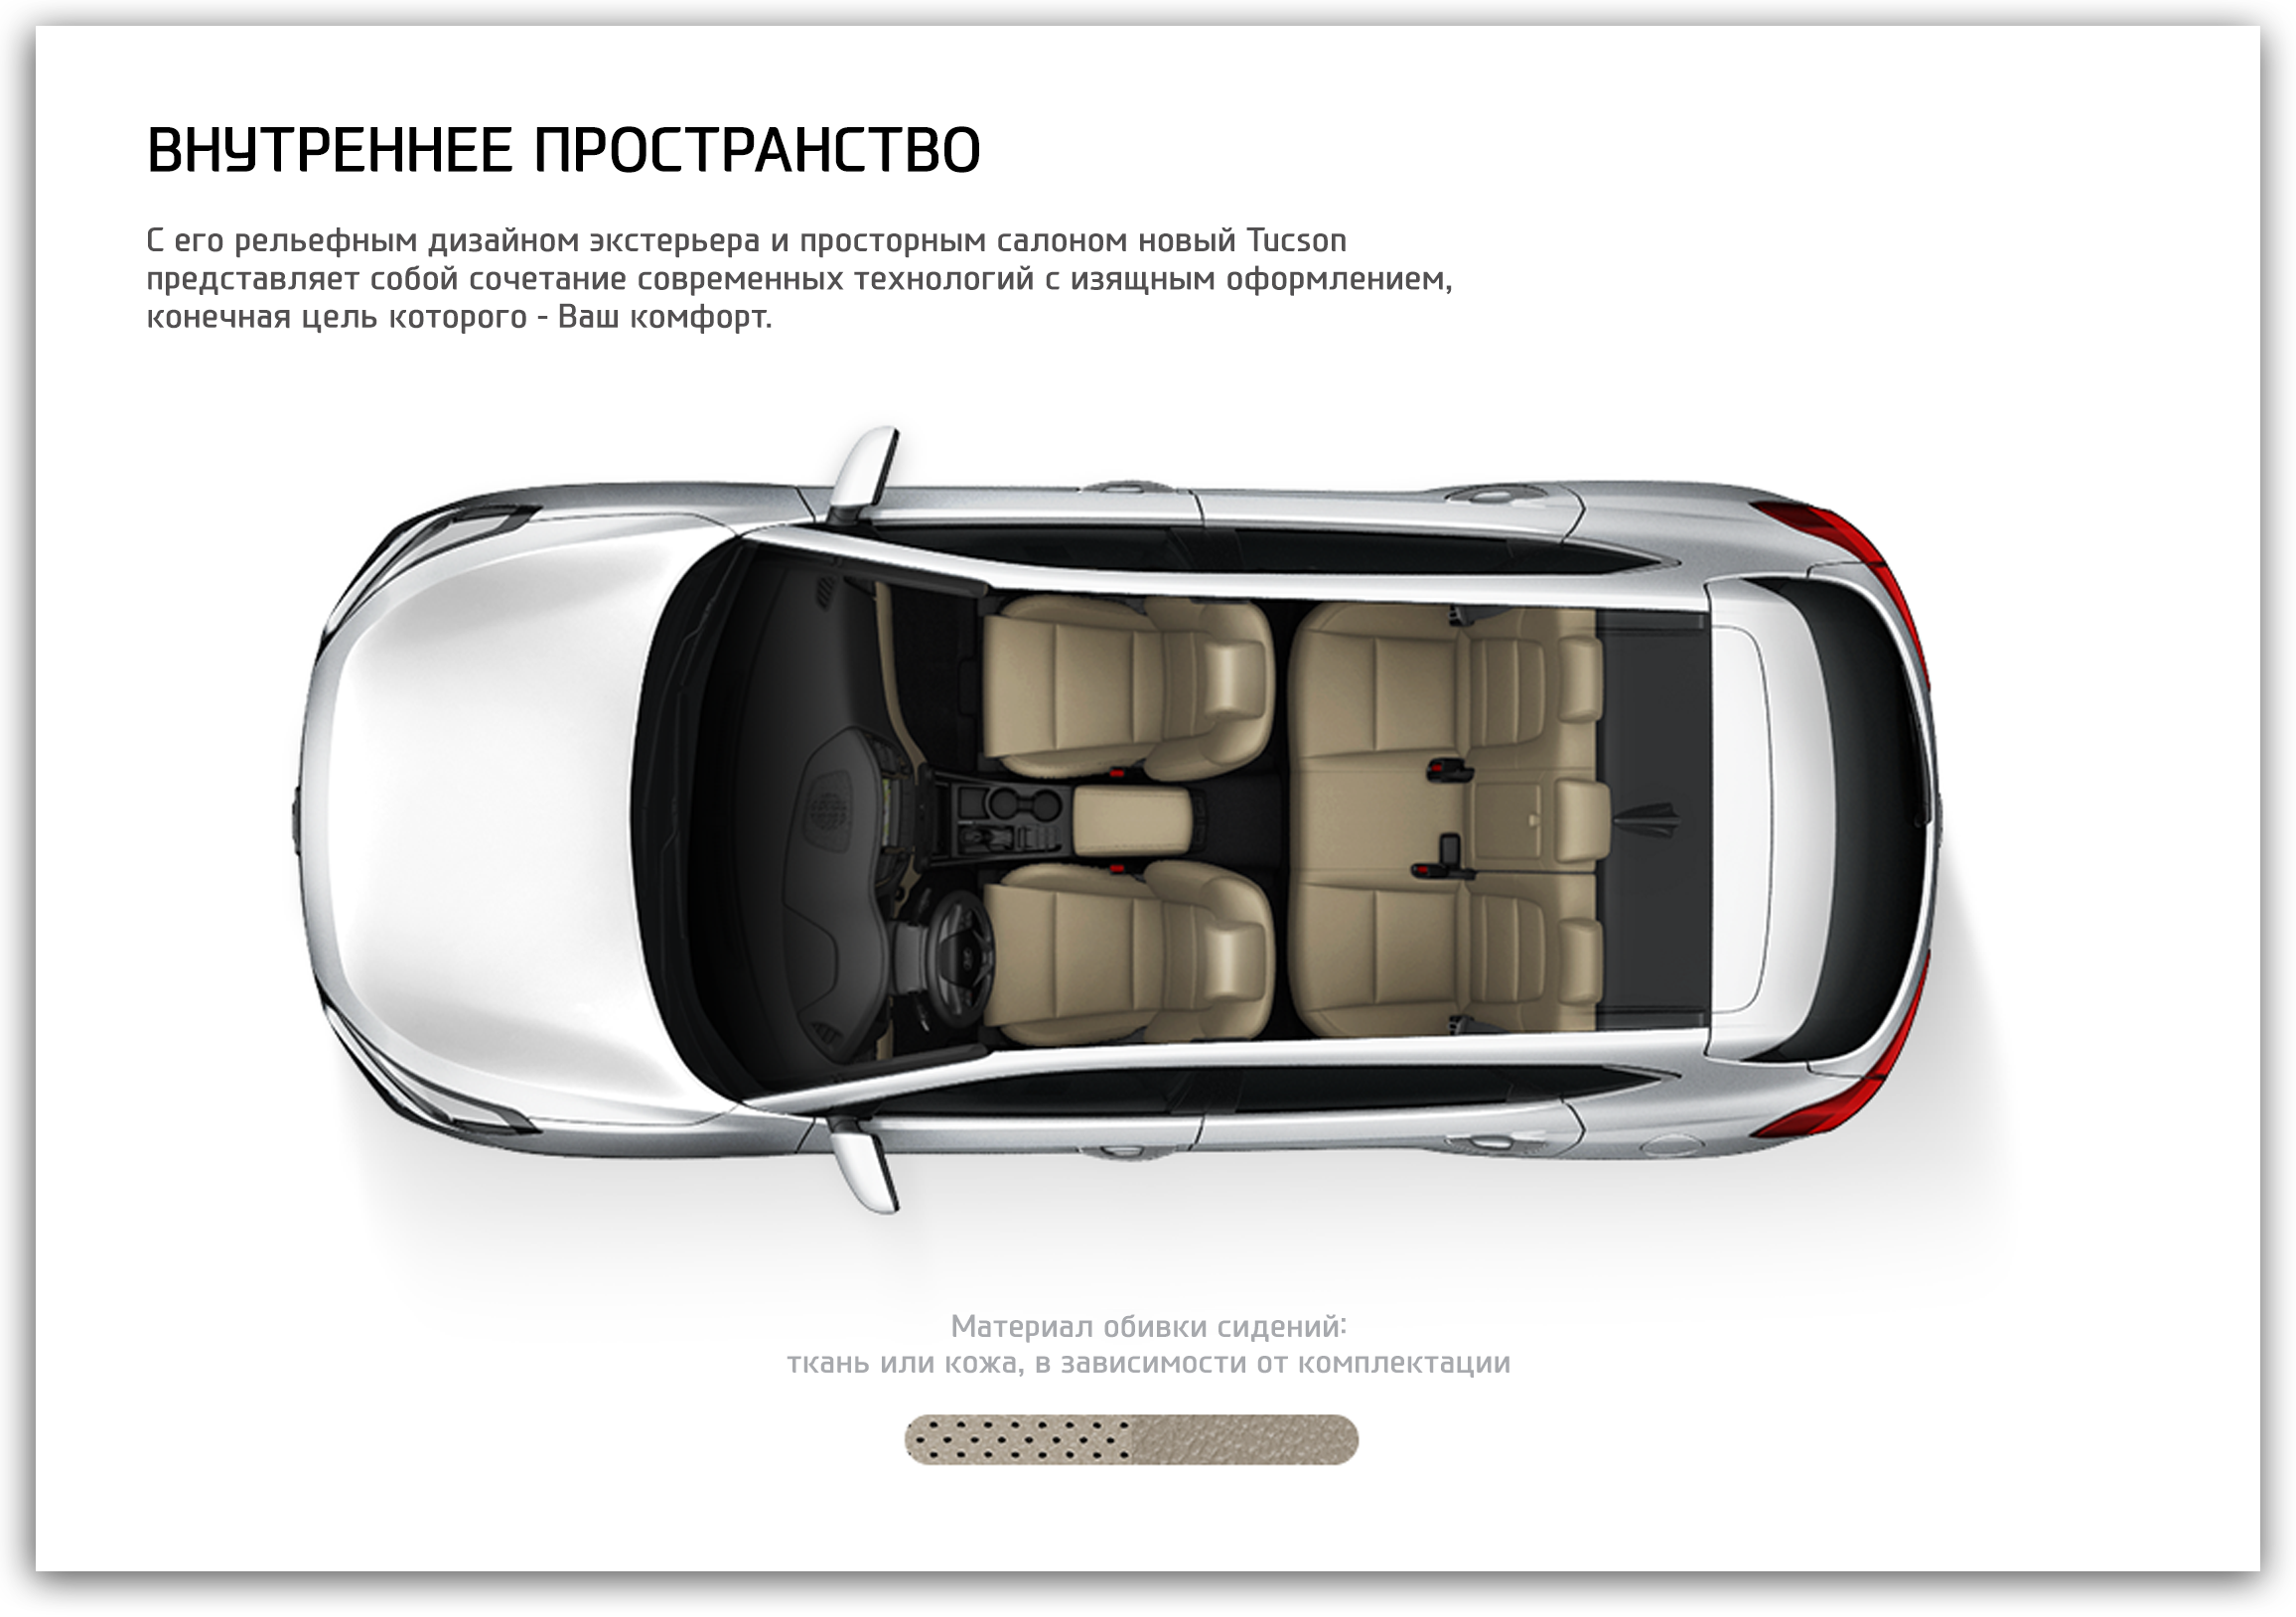 ВНУТРЕННЕЕ ПРОСТРАНСТВО
С его рельефным дизайном экстерьера и просторным салоном новый Tucson
представляет собой сочетание современных технологий с изящным оформлением,
конечная цель которого - Ваш комфорт.
Материал обивки сидений:
ткань или кожа, в зависимости от комплектации